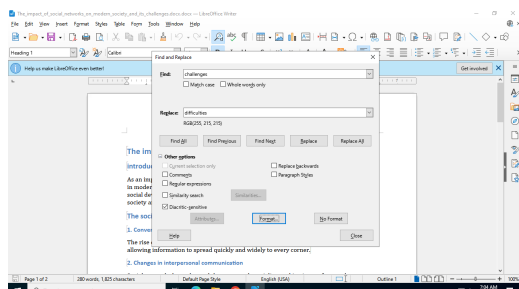 The_impact_of_social_networks_on_modern_society_and_its_challenges.docx.docx — LibreOffice Writer
File Edit View Insert Format Styles Table Form Tools Window Help
Heading 1 Calibri
Help us make LibreOffice even better! Get involved
Find and Replace
Find: challenges
Match case Whole words only
Replace: difficulties
RGB(255, 215, 215)
Find All Find Previous Find Next Replace Replace All
Other options
Current selection only Replace backwards
Comments Paragraph Styles
Regular expressions
Similarity search Similarities...
Diacritic-sensitive
Attributes... Format... No Format
Help Close
The im
Introdu
As an imp
in moder
social de
society a
The soci
1. Conve
The rise
allowing information to spread quickly and widely to every corner.
2. Changes in interpersonal communication
Page 1 of 2 280 words, 1,825 characters Default Page Style English (USA) Outline 1 100%
7:04 AM